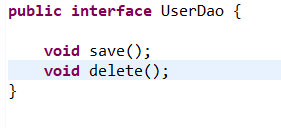 public interface UserDao {
void save();
void delete();
}